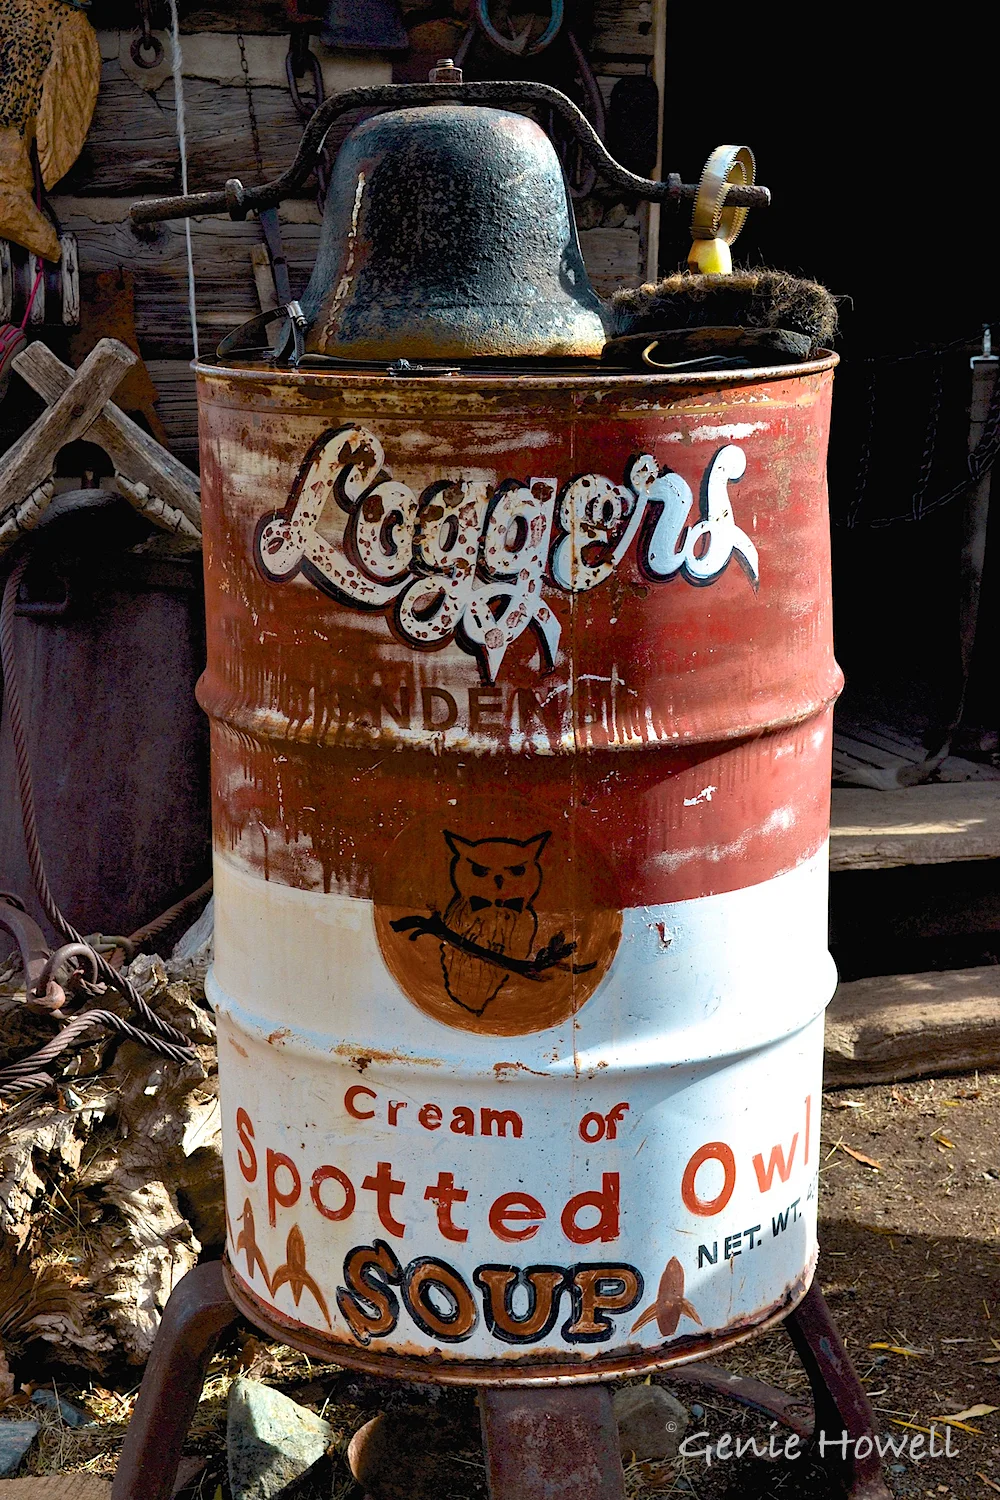 Loggers
Cream of
Spotted Owl
NET. WT.
SOUP
© Genie Howell